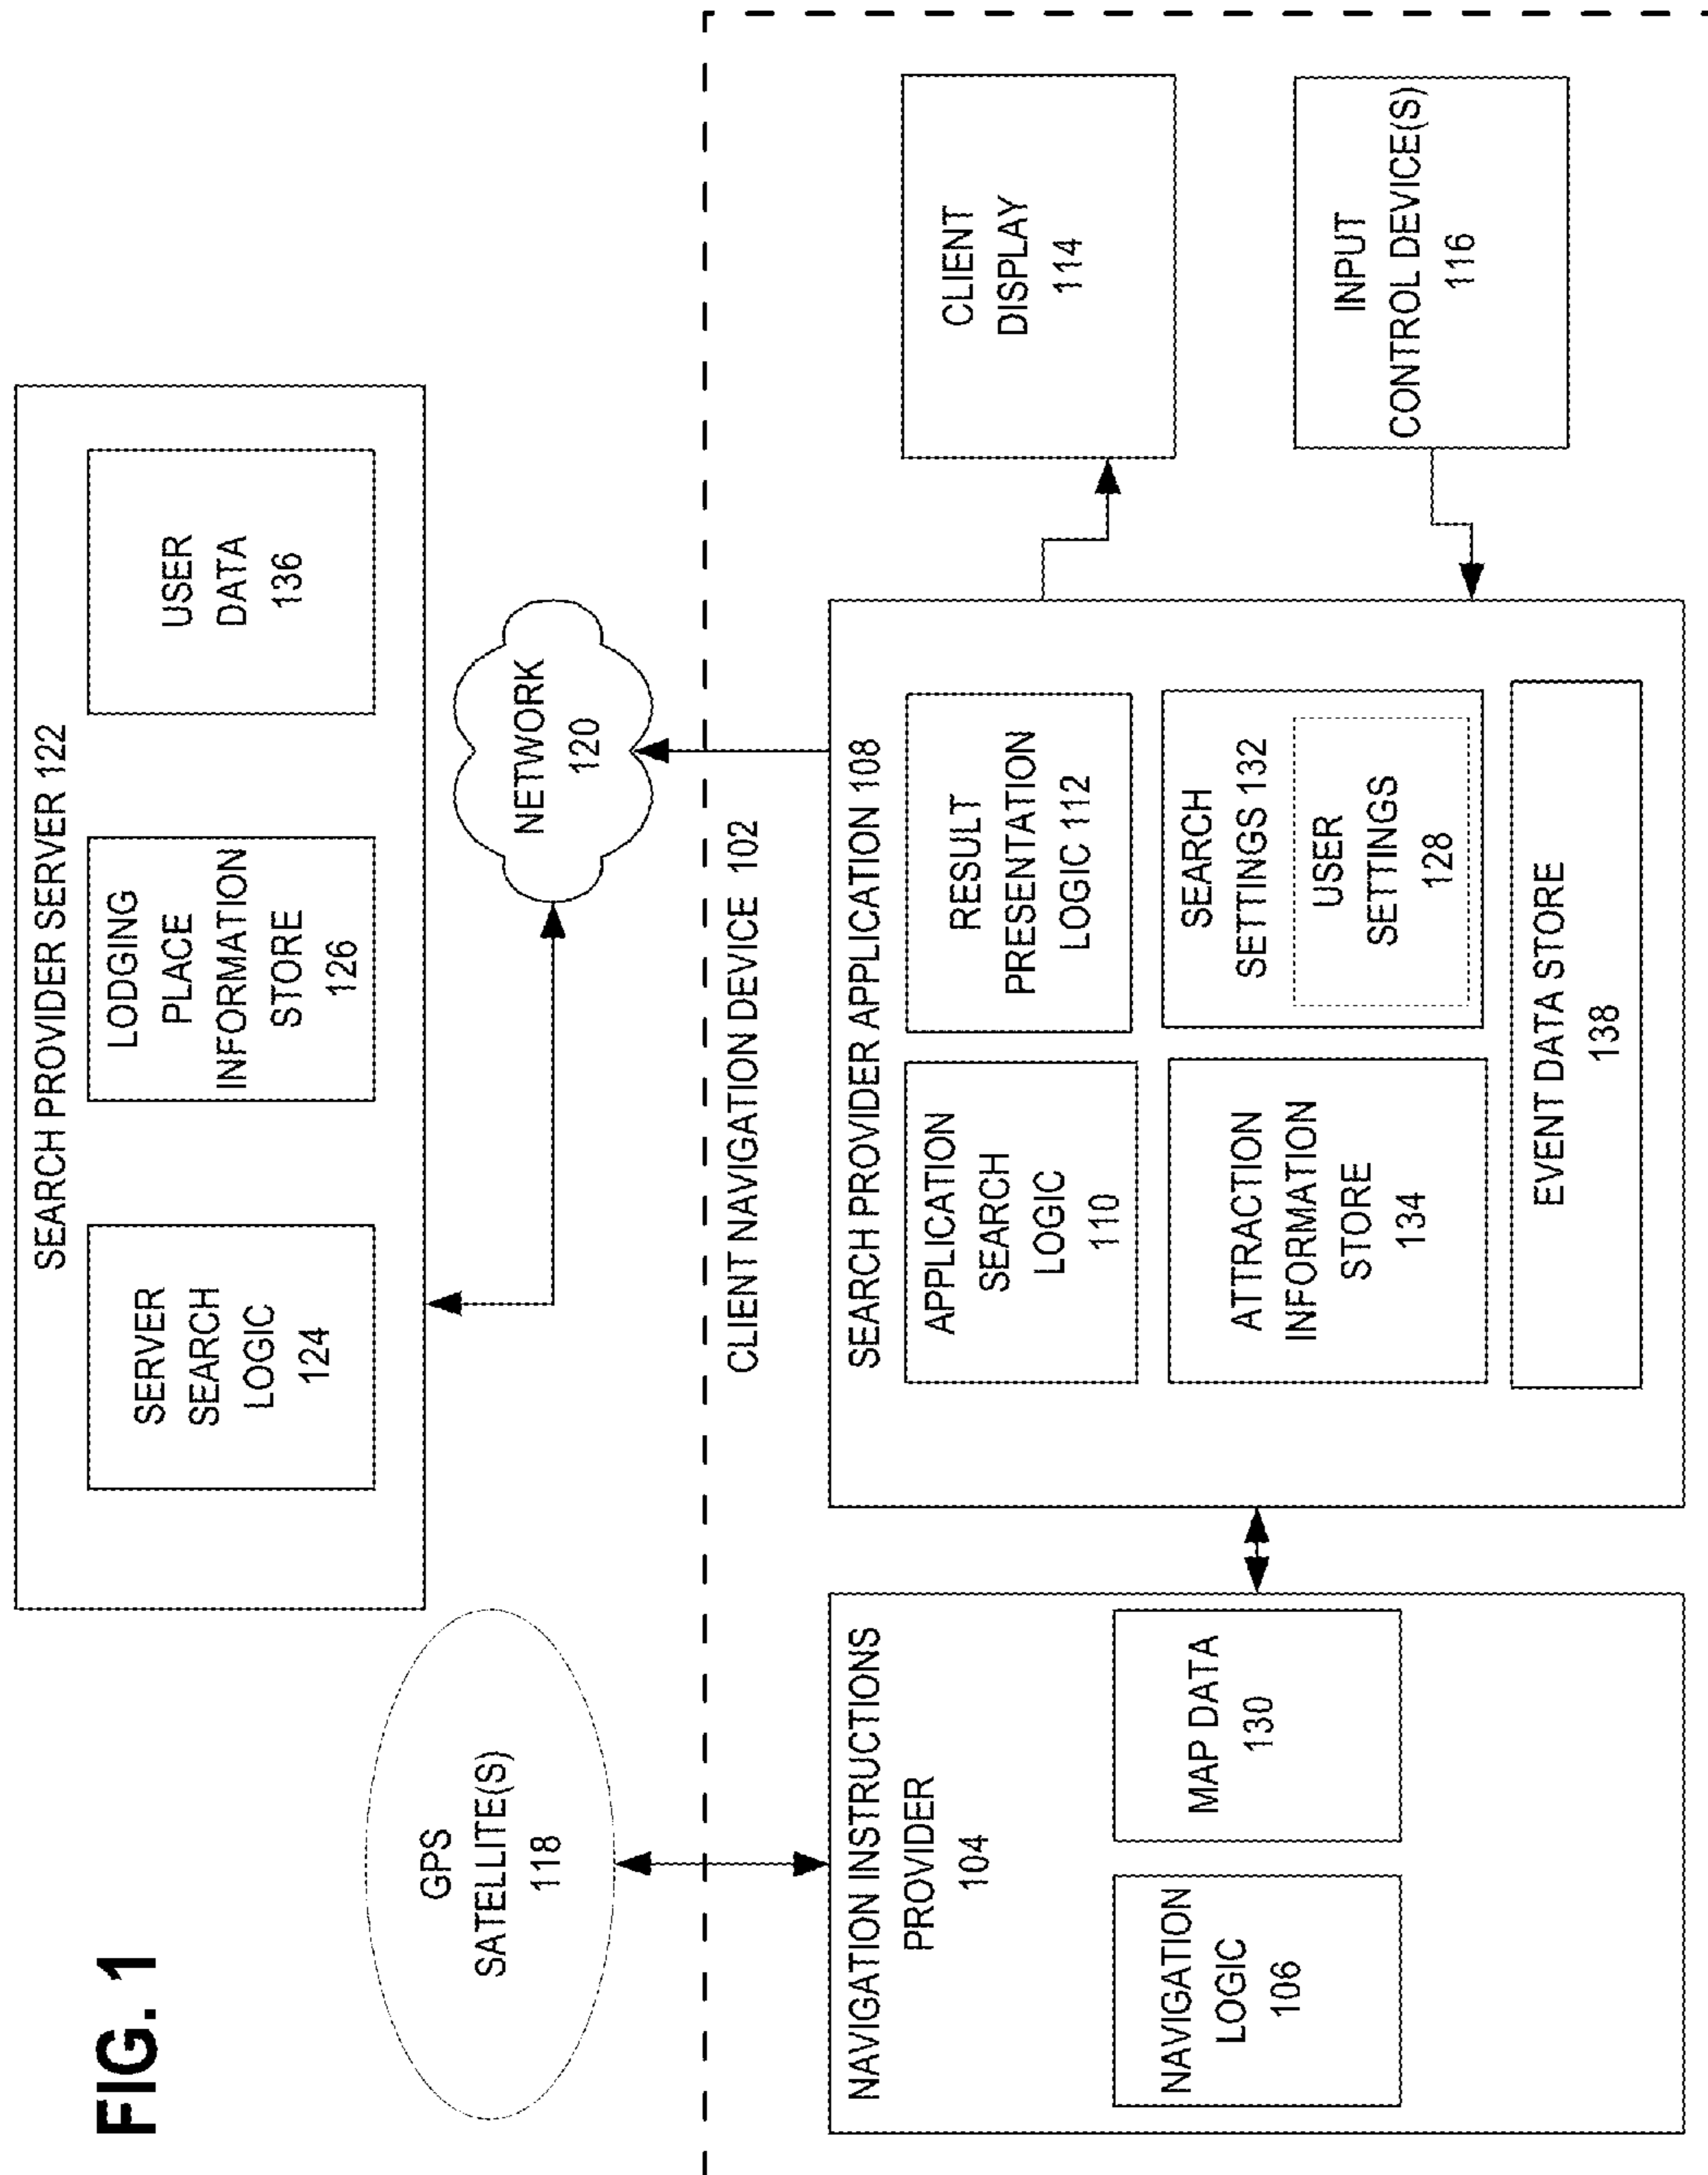 FIG. 1
SEARCH PROVIDER SERVER 122
SERVER
SEARCH
LOGIC
124
LODGING
PLACE
INFORMATION
STORE
126
USER
DATA
136
GPS
SATELLITE(S)
118
NETWORK
120
CLIENT NAVIGATION DEVICE 102
NAVIGATION INSTRUCTIONS
PROVIDER
104
NAVIGATION
LOGIC
106
MAP DATA
130
SEARCH PROVIDER APPLICATION 108
APPLICATION
SEARCH
LOGIC
110
RESULT
PRESENTATION
LOGIC 112
ATTRACTION
INFORMATION
STORE
134
SEARCH
SETTINGS 132
USER
SETTINGS
128
EVENT DATA STORE
138
CLIENT
DISPLAY
114
INPUT
CONTROL DEVICE(S)
116